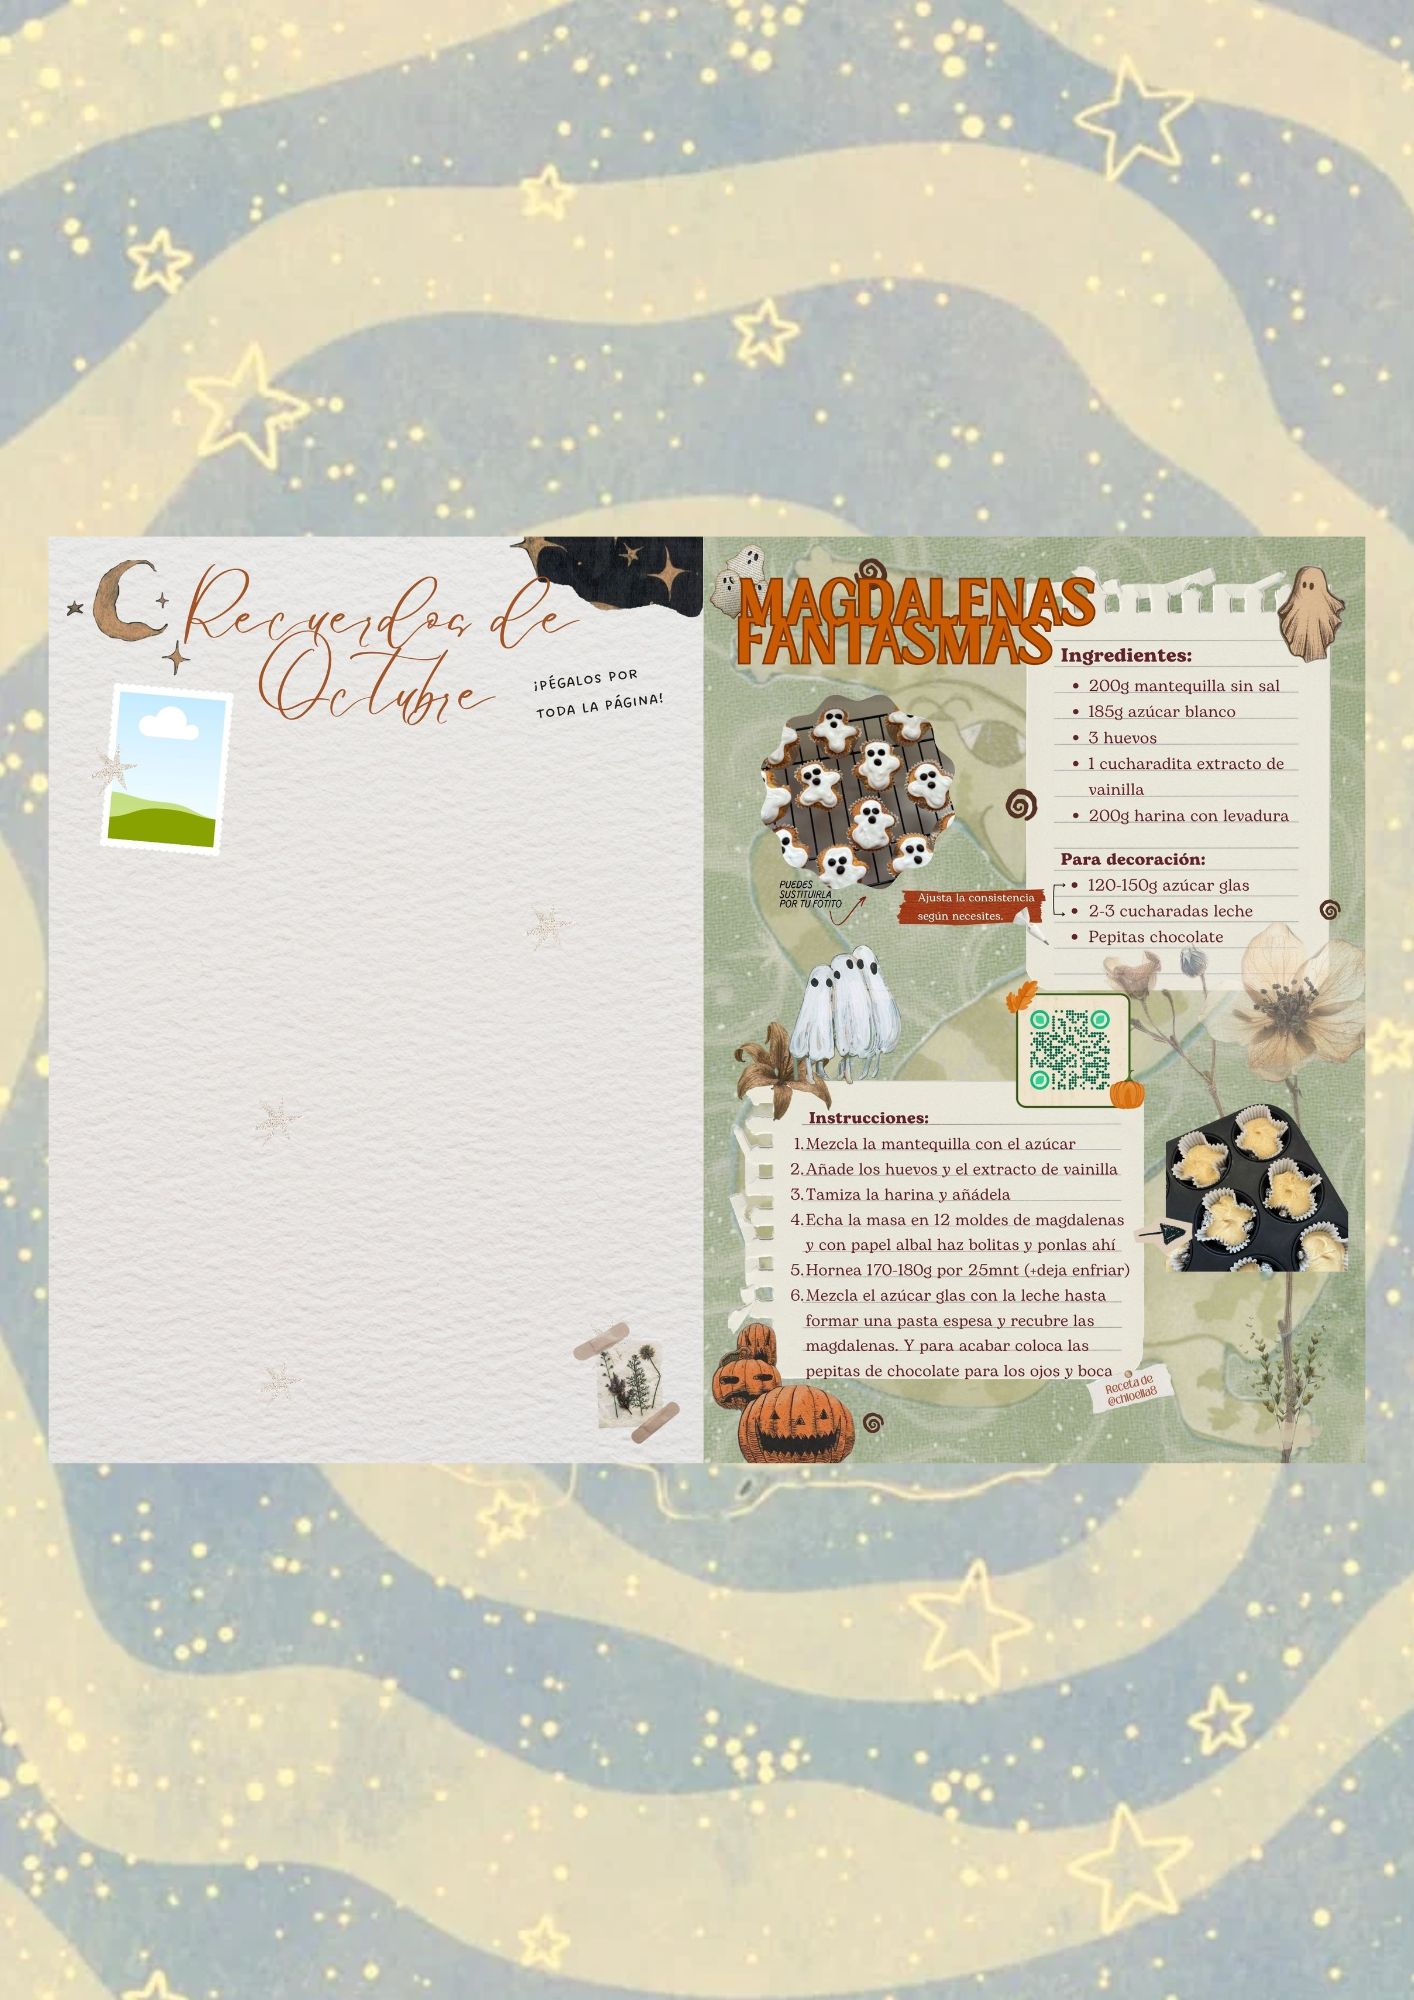 Recuerdos de
Octubre
¡PÉGALOS POR
TODA LA PÁGINA!
MAGDALENAS
FANTASMAS
Ingredientes:
• 200g mantequilla sin sal
• 185g azúcar blanco
• 3 huevos
• 1 cucharadita extracto de
vainilla
• 200g harina con levadura
Para decoración:
• 120-150g azúcar glas
• 2-3 cucharadas leche
• Pepitas chocolate
PUEDES
SUSTITUIRLA
POR TU FOTITO
Ajusta la consistencia
según necesites.
Instrucciones:
1. Mezcla la mantequilla con el azúcar
2. Añade los huevos y el extracto de vainilla
3. Tamiza la harina y añádela
4. Echa la masa en 12 moldes de magdalenas
y con papel albal haz bolitas y ponlas ahí
5. Hornea 170-180g por 25mnt (+deja enfriar)
6. Mezcla el azúcar glas con la leche hasta
formar una pasta espesa y recubre las
magdalenas. Y para acabar coloca las
pepitas de chocolate para los ojos y boca
Receta de
@chloella8